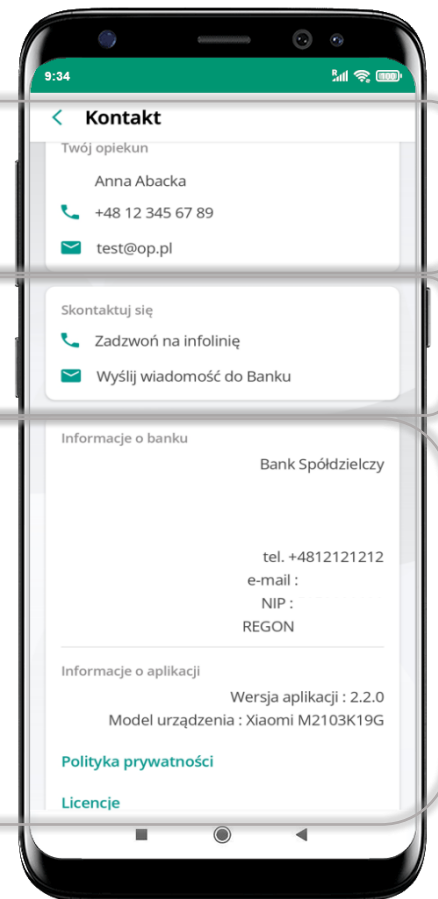 9:34
100
Kontakt
Twój opiekun
Anna Abacka
+48 12 345 67 89
test@op.pl
Skontaktuj się
Zadzwoń na infolinię
Wyślij wiadomość do Banku
Informacje o banku
Bank Spółdzielczy
tel. +4812121212
e-mail :
NIP :
REGON
Informacje o aplikacji
Wersja aplikacji : 2.2.0
Model urządzenia : Xiaomi M2103K19G
Polityka prywatności
Licencje